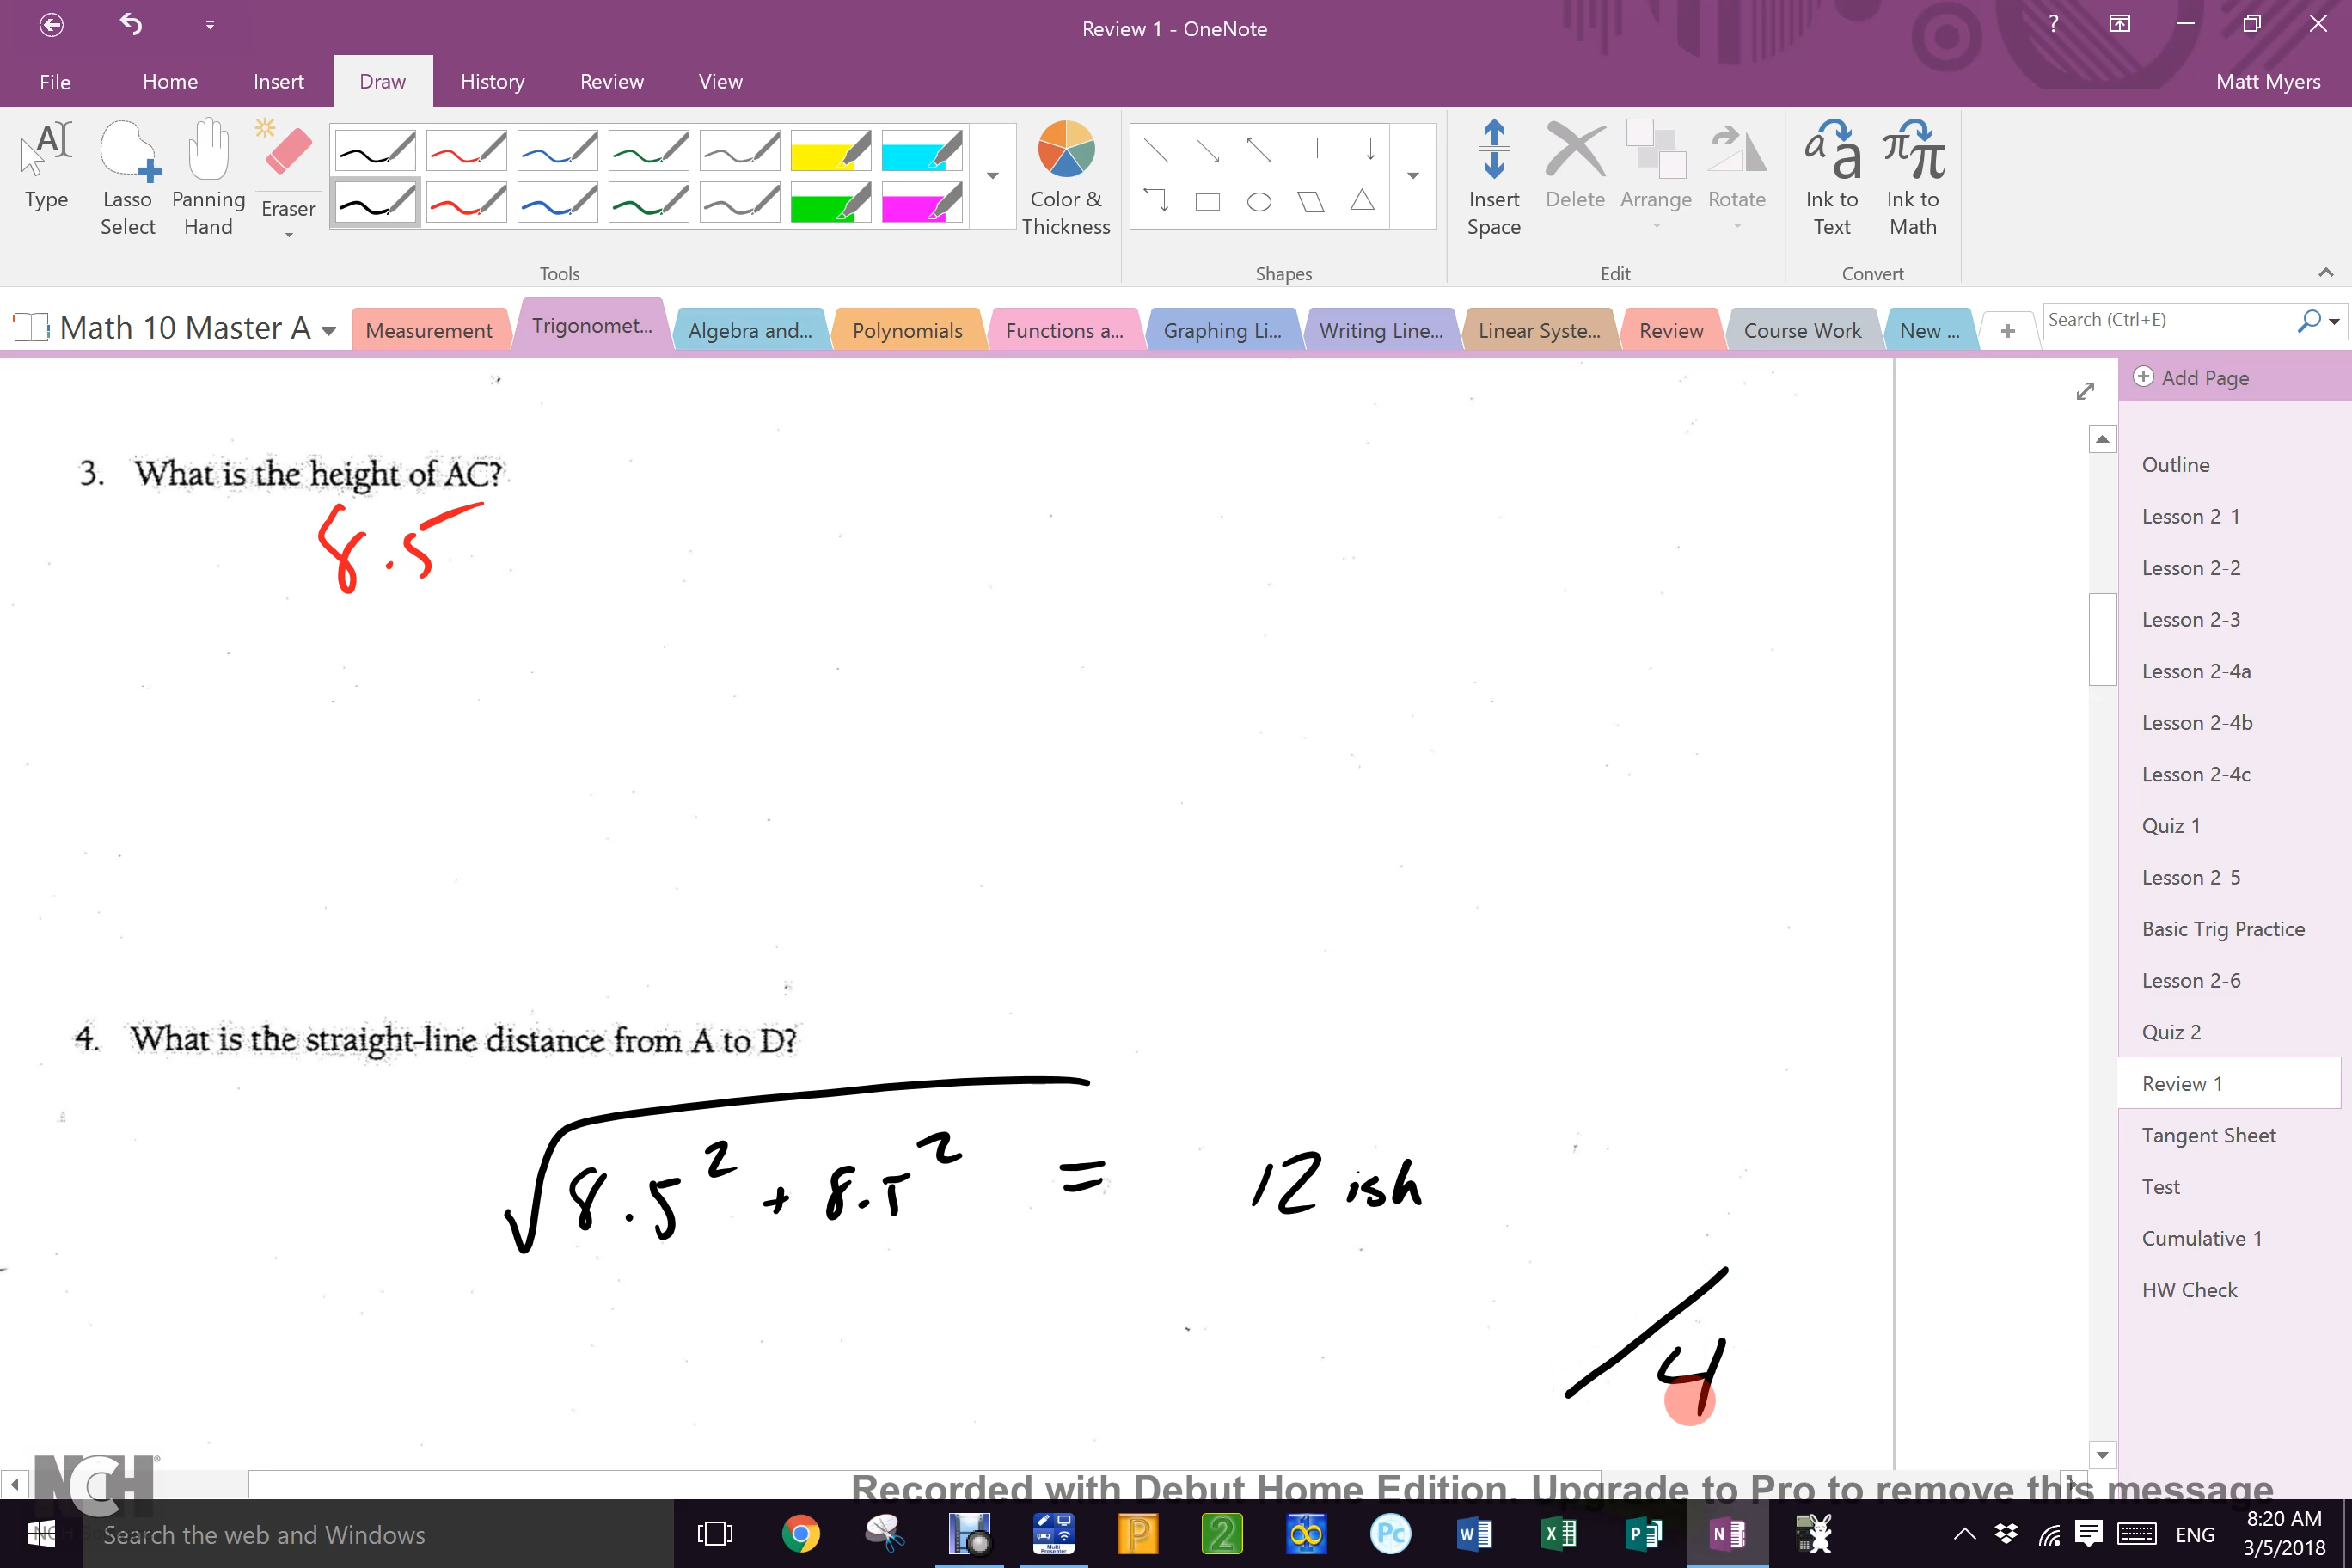 Review 1 - OneNote
?
File Home Insert Draw History Review View Matt Myers
Type
Lasso Select
Panning Hand
Eraser
Color & Thickness
Insert Space
Delete
Arrange
Rotate
Ink to Text
Ink to Math
Tools Shapes Edit Convert
Math 10 Master A Measurement Trigonomet... Algebra and... Polynomials Functions a... Graphing Li... Writing Line... Linear Syste... Review Course Work New ... + Search (Ctrl+E)
Add Page
3. What is the height of AC?
8.5
4. What is the straight-line distance from A to D?
√8.5² + 8.5² = 12 ish
/4
Outline
Lesson 2-1
Lesson 2-2
Lesson 2-3
Lesson 2-4a
Lesson 2-4b
Lesson 2-4c
Quiz 1
Lesson 2-5
Basic Trig Practice
Lesson 2-6
Quiz 2
Review 1
Tangent Sheet
Test
Cumulative 1
HW Check
NCH
Recorded with Debut Home Edition. Upgrade to Pro to remove this message
Search the web and Windows
ENG
8:20 AM
3/5/2018